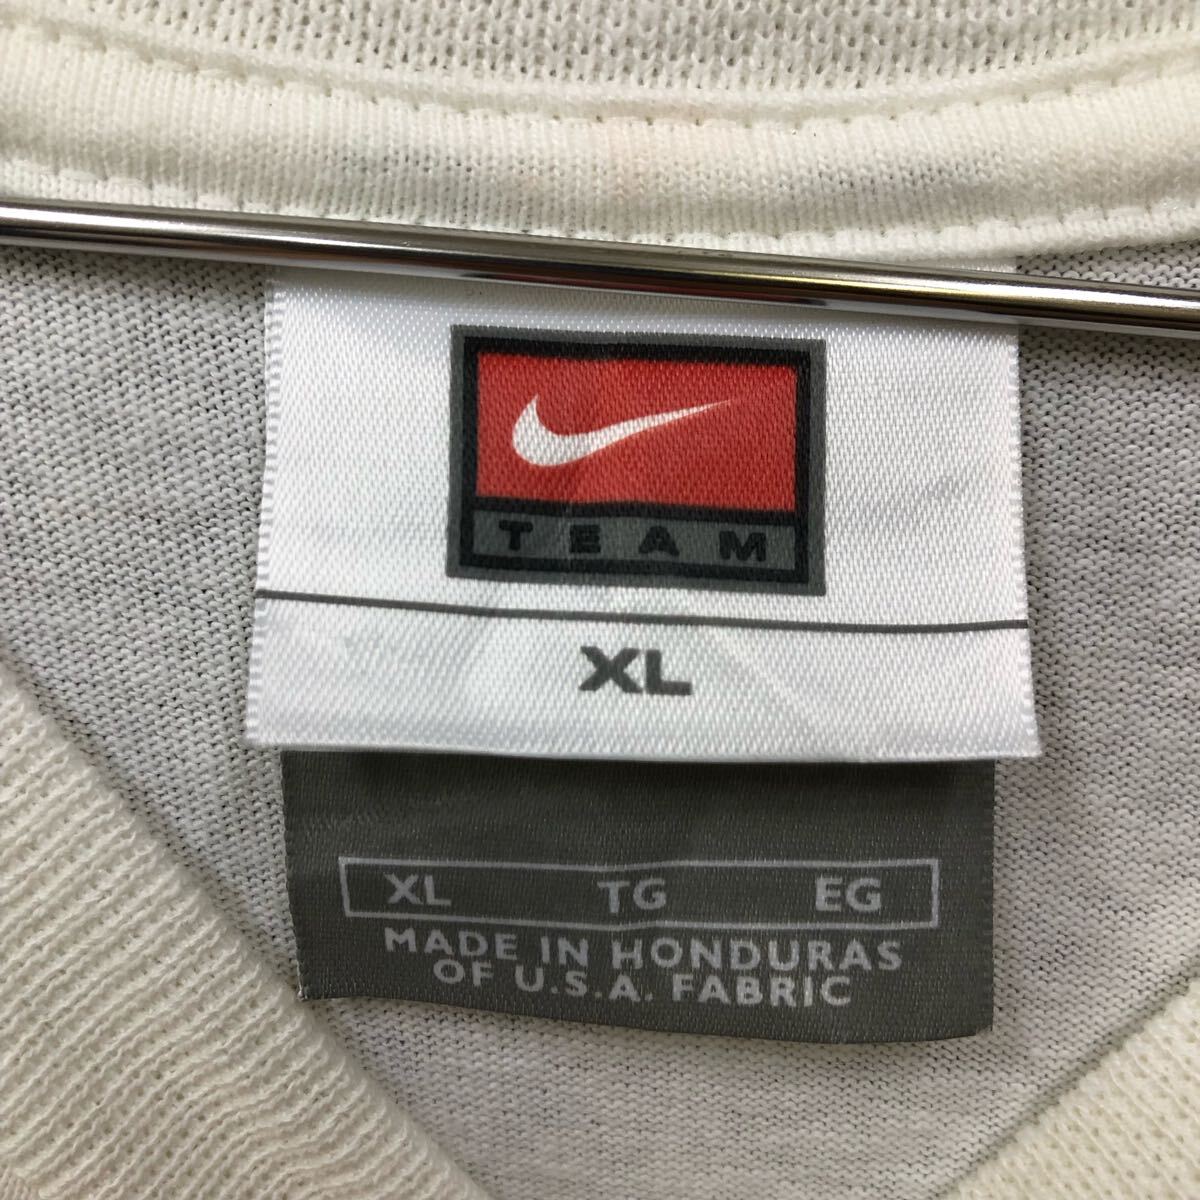 TEAM
XL
XL TG EG
MADE IN HONDURAS
OF U.S.A. FABRIC